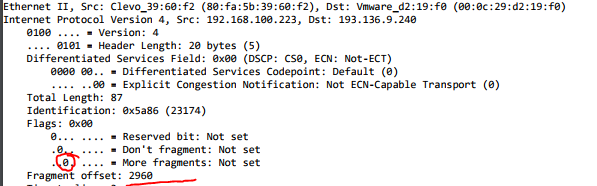 Ethernet II, Src: Clevo_39:60:f2 (80:fa:5b:39:60:f2), Dst: Vmware_d2:19:f0 (00:0c:29:d2:19:f0)
Internet Protocol Version 4, Src: 192.168.100.223, Dst: 193.136.9.240
0100 .... = Version: 4
.... 0101 = Header Length: 20 bytes (5)
Differentiated Services Field: 0x00 (DSCP: CS0, ECN: Not-ECT)
0000 00.. = Differentiated Services Codepoint: Default (0)
.... ..00 = Explicit Congestion Notification: Not ECN-Capable Transport (0)
Total Length: 87
Identification: 0x5a86 (23174)
Flags: 0x00
0... .... = Reserved bit: Not set
.0.. .... = Don't fragment: Not set
..0. .... = More fragments: Not set
Fragment offset: 2960